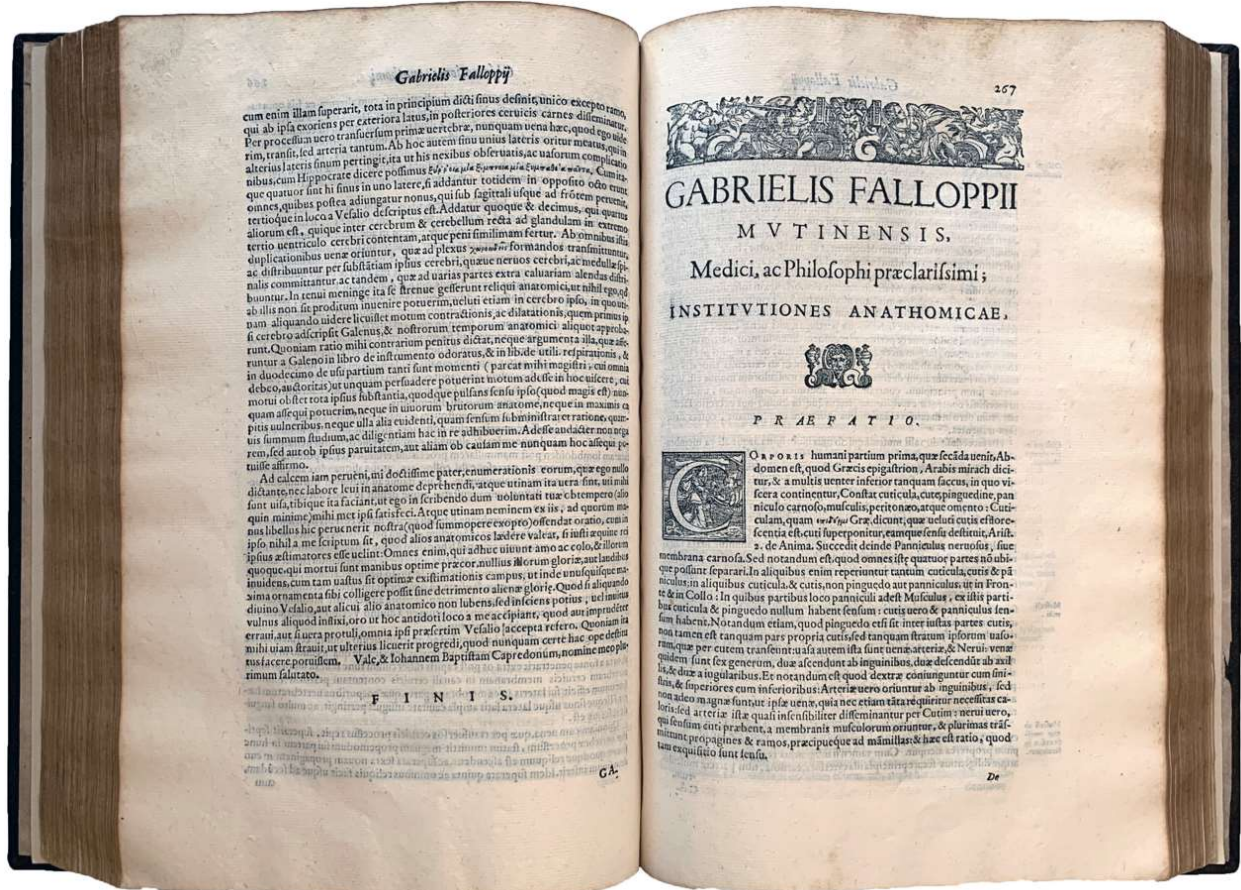 Gabrielis Falloppij
cum enim illam superarit, tota in principium dicti sinus desinit, unico excepto ramo,
qui ab ipsa exoriens per exteriora latus, in posteriores ceruicis carnes disseminatur.
Per processum uero transuersum primæ uertebræ, nunquam uena hæc, quod ego uide
rim, transit, sed arteria tantum. Ab hoc autem sinu unius lateris oritur meatus, qui in
alterius lateris sinum pertingit, ita ut his nexibus obseruatis, ac uasorum complicatio
nibus, cum Hippocrate dicere possimus Cum ita-
que quatuor sint hi sinus in uno latere, si addantur totidem in opposito octo erunt
omnes, quibus postea adiungatur nonus, qui sub sagittali usque ad frõtem peruenit,
tertioque in loco a Vesalio descriptus est. Addatur quoque & decimus, qui quartus
aliorum est, quique inter cerebrum & cerebellum recta ad glandulam in extremo
tertio uentriculo cerebri contentam, atque peni simillimam fertur. Ab omnibus istis
duplicationibus uenæ oriuntur, quæ ad plexus formandos transmittuntur,
ac distribuuntur per substãtiam ipsius cerebri, quæue neruos cerebri, ac medullæ spi-
nalis committantur. ac tandem, quæ ad uarias partes extra caluariam alendas distri-
buuntur. In tenui meninge ita se strenue gesserunt reliqui anatomici, ut nihil ego, qd
ab illis non sit proditum inuenire potuerim, ueluti etiam in cerebro ipso, in quo uti-
nam aliquando uidere licuisset motum contractionis, ac dilatationis, quem primus ip
si cerebro adscripsit Galenus, & nostrorum temporum anatomici aliquot approba-
runt. Quoniam ratio mihi contrarium penitus dictat, neque argumenta illa, quæ affe-
runtur a Galeno in libro de instrumento odoratus, & in lib. de utili. respirationis, &
in duodecimo de usu partium tanti sunt momenti (parcat mihi magistri, cui omnia
debeo, auctoritas) ut unquam persuadere potuerint motum adesse in hoc uiscere, cui
motui obstet tota ipsius substantia, quodque pulsans sensu ipso (quod magis est) nun-
quam assequi potuerim, neque in uiuorum brutorum anatome, neque in maximis ca
pitis uulneribus. neque ulla alia euidenti, quam sensum subministraret ratione, quam-
uis summum studium, ac diligentiam hac in re adhibuerim. Adesse audacter non nega
rem, sed aut ob ipsius paruitatem, aut aliam ob causam me nunquam hoc assequi po-
tuisse affirmo.
Ad calcem iam perueni, mi doctissime pater, enumerationis eorum, quæ ego nullo
dictante, nec labore leui in anatome deprehendi, atque utinam ita uera sint, uti mihi
sunt uisa, tibique ita faciant, ut ego in scribendo dum uoluntati tuæ obtempero (alio
quin minime) mihi met ipsi satisfeci. Atque utinam neminem ex iis, ad quorum ma-
nus libellus hic peruenerit nostra (quod summopere exopto) offendat oratio, cum in
ipso nihil a me scriptum sit, quod alios anatomicos lædere valeat, si iusti æquiue rei
ipsius æstimatores esse uelint: Omnes enim, qui adhuc uiuunt amo ac colo, & illorum
quoque, qui mortui sunt manibus optime præcor, nullius illorum gloriæ, aut laudibus
inuidens, cum tam uastus sit optimæ existimationis campus, ut inde unusquisque ma-
xima ornamenta sibi colligere possit sine detrimento alienæ gloriæ. Quod si aliquando
diuino Vesalio, aut alicui alio anatomico non lubens, sed insciens potius, uel inuitus
vulnus aliquod inflixi, oro ut hoc antidoti loco a me accipiant, quod aut imprudēter
erraui, aut si uera protuli, omnia ipsi præsertim Vesalio accepta refero. Quoniam ita
mihi uiam strauit, ut ulterius licuerit progredi, quod nunquam certe hac ope destitu
tus facere potuissem. Vale, & Iohannem Baptistam Capredonum, nomine meo plu-
rimum salutato.
F I N I S.
GA-
267
GABRIELIS FALLOPPII
MVTINENSIS,
Medici, ac Philosophi præclarissimi;
INSTITVTIONES ANATHOMICAE,
PRAEFATIO.
CORPORIS humani partium prima, quæ secãda uenit, Ab-
domen est, quod Græcis epigastrion, Arabis mirach dici-
tur, & a multis uenter inferior tanquam saccus, in quo vi-
scera continentur, Constat cuticula, cute, pinguedine, pan
niculo carnoso, musculis, peritonæo, atque omento: Cuti-
culam, quam Græ. dicunt, quæ ueluti cutis efflore-
scentia est, cuti superponitur, eamque sensu destituit, Arist.
2. de Anima. Succedit deinde Panniculus neruosus, siue
membrana carnosa. Sed notandum est. quod omnes istę quatuor partes nõ ubi-
que possunt separari. In aliquibus enim reperiuntur tantum cuticula, cutis & pã
niculus: in aliquibus cuticula. & cutis, non pinguedo aut panniculus. ut in Fron-
te & in Collo: In quibus partibus loco panniculi adest Musculus, ex istis parti-
bus cuticula & pinguedo nullum habent sensum: cutis uero & panniculus sen-
sum habent. Notandum etiam, quod pinguedo etsi sit inter iustas partes cutis,
non tamen est tanquam pars propria cutis, sed tanquam stratum ipsorum uaso-
rum, quæ per cutem transeunt: uasa autem ista sunt uenæ, arteriæ, & Nerui: venæ
quidem sunt sex generum, duæ ascendunt ab inguinibus, duæ descendūt ab axil
lis, & duæ a iugularibus. Et notandum est quod dextræ coniunguntur cum sini-
stris, & superiores cum inferioribus: Arteriæ uero oriuntur ab inguinibus, sed
non adeo magnæ sunt, ut ipsæ uenæ, quia nec etiam tãta réquiritur necessitas ca-
loris: sed arteriæ istæ quasi insensibiliter disseminantur per Cutim: nerui uero,
qui sensum cuti præbent, a membranis musculorum oriuntur, & plurimas trãs-
mittunt propagines & ramos, præcipueque ad mãmillas: & hæc est ratio, quod
tam exquisitio sunt sensu.
De